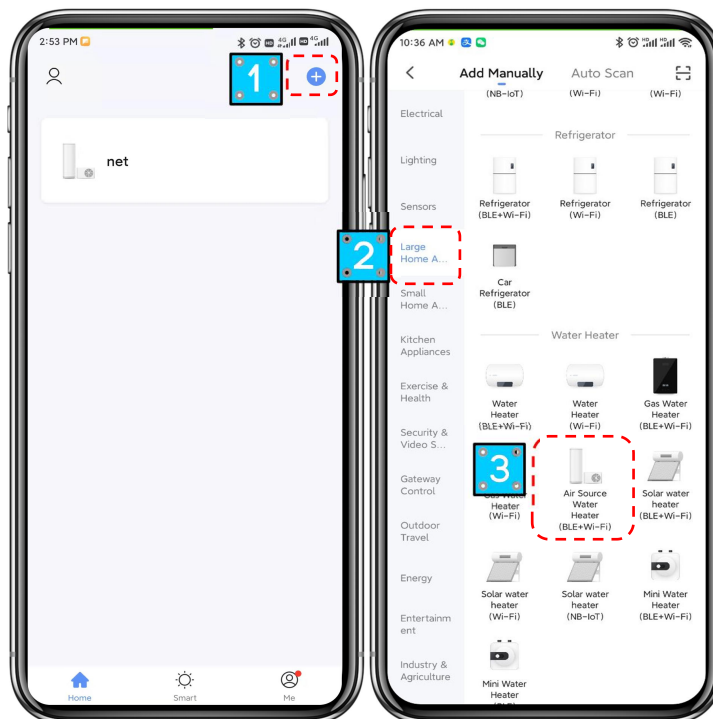 2:53 PM
4G
4G
1
net
Home
Smart
Me
10:36 AM
Add Manually
Auto Scan
(NB-IoT)
(Wi-Fi)
(Wi-Fi)
Electrical
Lighting
Sensors
2
Large
Home A...
Small
Home A...
Kitchen
Appliances
Exercise &
Health
Security &
Video S...
Gateway
Control
Outdoor
Travel
Energy
Entertainm
ent
Industry &
Agriculture
Refrigerator
Refrigerator
(BLE+Wi-Fi)
Refrigerator
(Wi-Fi)
Refrigerator
(BLE)
Car
Refrigerator
(BLE)
Water Heater
Water
Heater
(BLE+Wi-Fi)
Water
Heater
(Wi-Fi)
Gas Water
Heater
(BLE+Wi-Fi)
3
Gas Water
Heater
(Wi-Fi)
Air Source
Water
Heater
(BLE+Wi-Fi)
Solar water
heater
(BLE+Wi-Fi)
Solar water
heater
(Wi-Fi)
Solar water
heater
(NB-IoT)
Mini Water
Heater
(BLE+Wi-Fi)
Mini Water
Heater